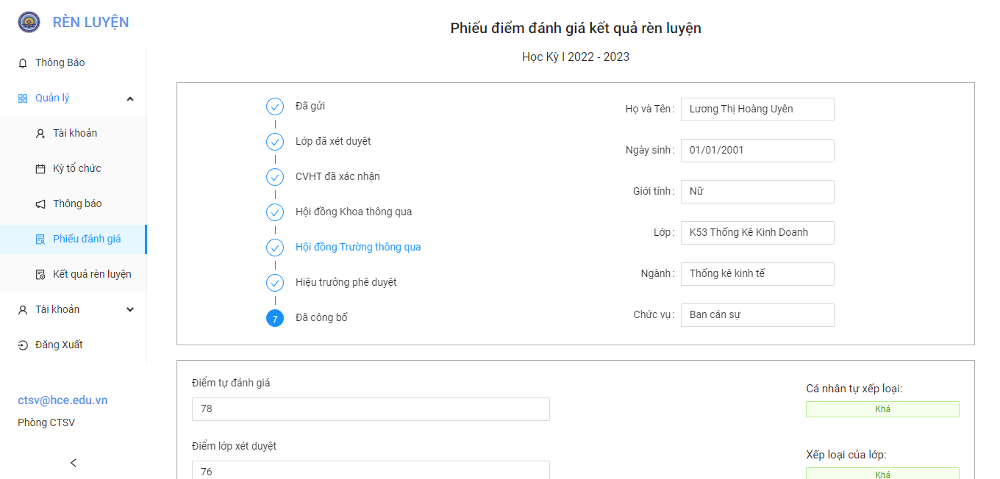 RÈN LUYỆN
Thông Báo
Quản lý
Tài khoản
Kỳ tổ chức
Thông báo
Phiếu đánh giá
Kết quả rèn luyện
Tài khoản
Đăng Xuất
ctsv@hce.edu.vn
Phòng CTSV
Phiếu điểm đánh giá kết quả rèn luyện
Học Kỳ I 2022 - 2023
Đã gửi
Lớp đã xét duyệt
CVHT đã xác nhận
Hội đồng Khoa thông qua
Hội đồng Trường thông qua
Hiệu trưởng phê duyệt
7 Đã công bố
Họ và Tên : Lương Thị Hoàng Uyên
Ngày sinh : 01/01/2001
Giới tính : Nữ
Lớp : K53 Thống Kê Kinh Doanh
Ngành : Thống kê kinh tế
Chức vụ : Ban cán sự
Điểm tự đánh giá
78
Cá nhân tự xếp loại:
Khá
Điểm lớp xét duyệt
76
Xếp loại của lớp:
Khá